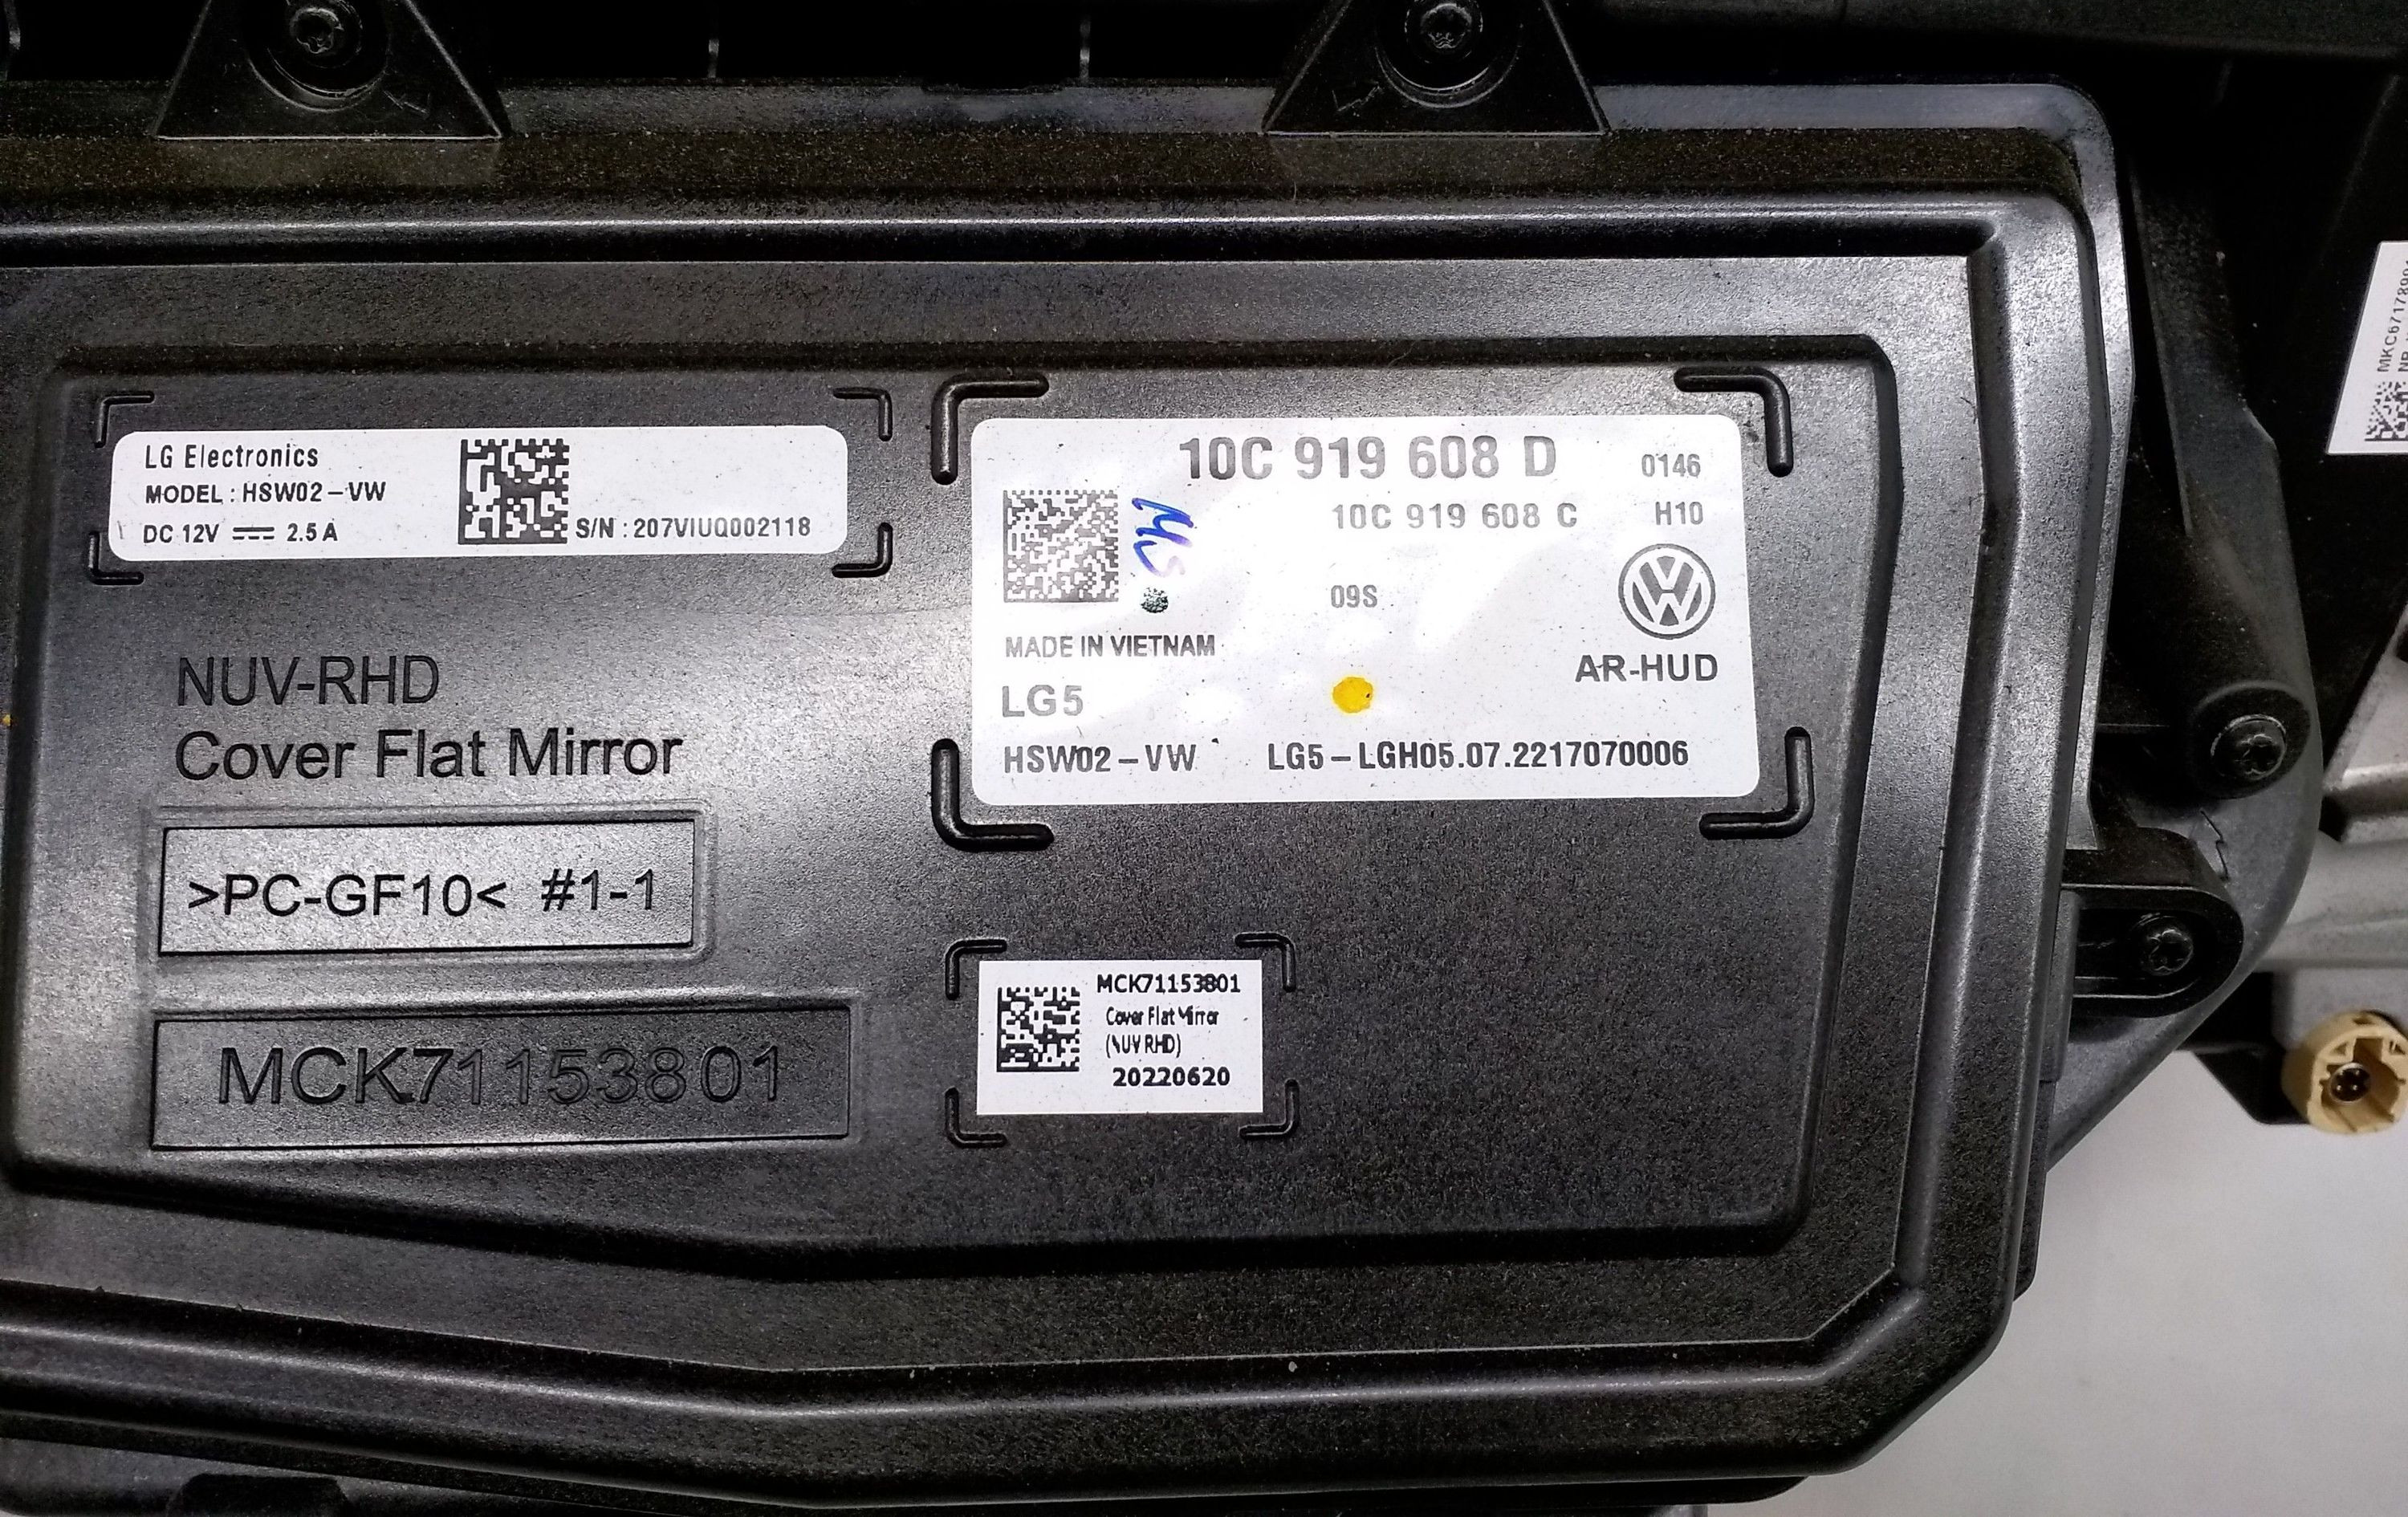 LG Electronics
MODEL : HSW02-VW
DC 12V ⎓ 2.5 A
S/N : 207VIUQ002118
NUV-RHD
Cover Flat Mirror
>PC-GF10< #1-1
MCK71153801
10C 919 608 D 0146
10C 919 608 C H10
09S
MADE IN VIETNAM
AR-HUD
LG5
HSW02-VW LG5-LGH05.07.2217070006
MCK71153801
Cover Flat Mirror
(NUV RHD)
20220620